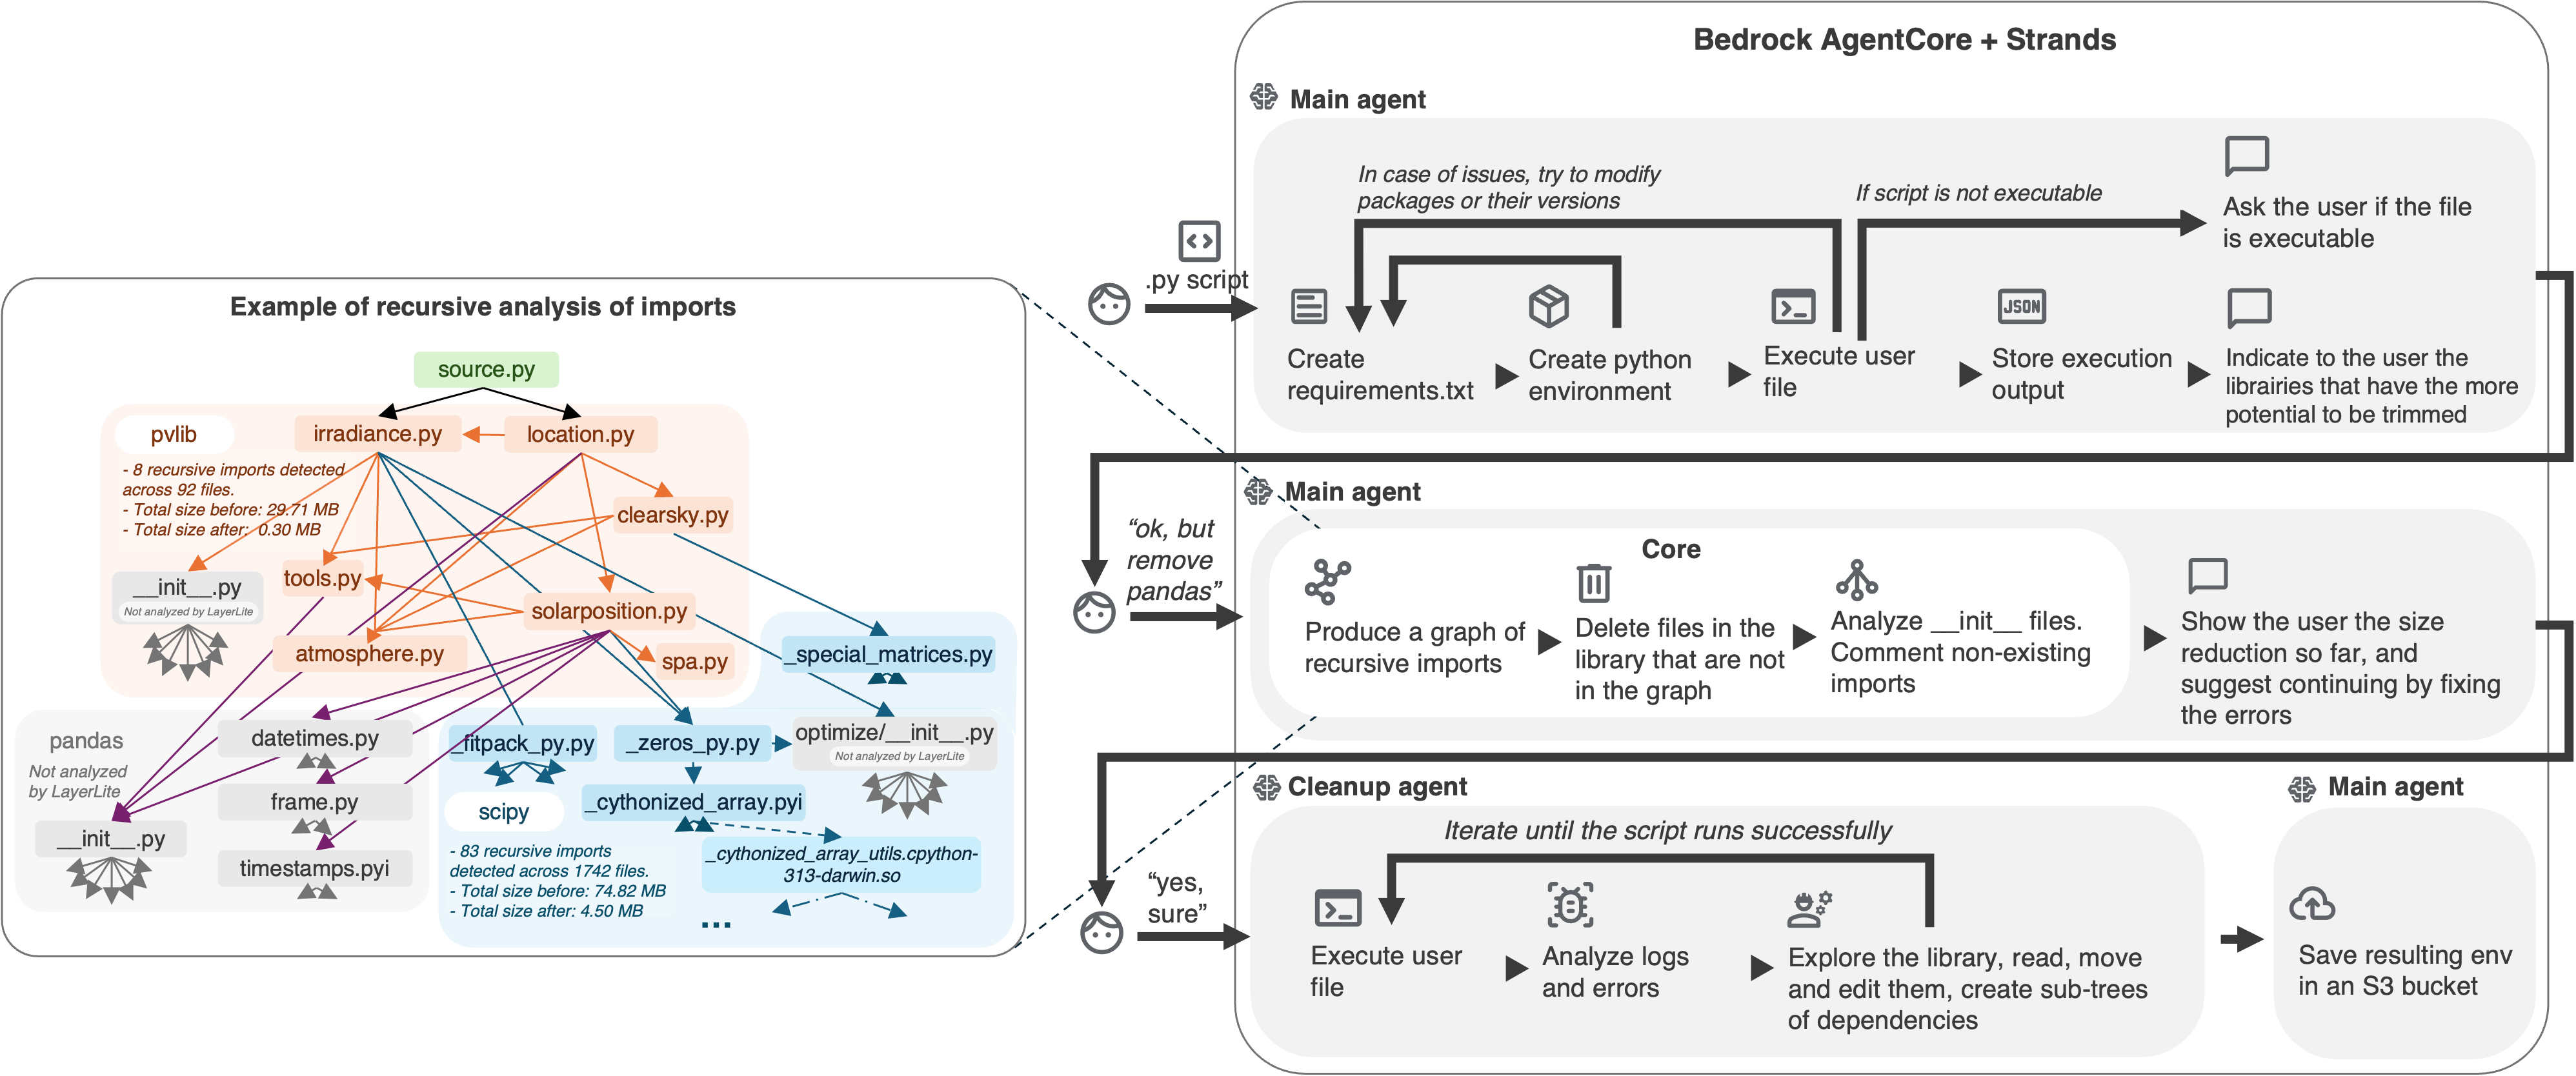 Bedrock AgentCore + Strands
Main agent
In case of issues, try to modify
packages or their versions
If script is not executable
Ask the user if the file
is executable
.py script
Create
requirements.txt
Create python
environment
Execute user
file
JSON
Store execution
output
Indicate to the user the
librairies that have the more
potential to be trimmed
Example of recursive analysis of imports
source.py
pvlib
irradiance.py
location.py
- 8 recursive imports detected
across 92 files.
- Total size before: 29.71 MB
- Total size after: 0.30 MB
clearsky.py
__init__.py
Not analyzed by LayerLite
tools.py
solarposition.py
atmosphere.py
spa.py
_special_matrices.py
pandas
Not analyzed
by LayerLite
datetimes.py
frame.py
__init__.py
timestamps.pyi
_fitpack_py.py
_zeros_py.py
optimize/__init__.py
Not analyzed by LayerLite
scipy
_cythonized_array.pyi
- 83 recursive imports
detected across 1742 files.
- Total size before: 74.82 MB
- Total size after: 4.50 MB
_cythonized_array_utils.cpython-
313-darwin.so
...
Main agent
“ok, but
remove
pandas”
Core
Produce a graph of
recursive imports
Delete files in the
library that are not
in the graph
Analyze __init__ files.
Comment non-existing
imports
Show the user the size
reduction so far, and
suggest continuing by fixing
the errors
Cleanup agent
“yes,
sure”
Iterate until the script runs successfully
Execute user
file
Analyze logs
and errors
Explore the library, read, move
and edit them, create sub-trees
of dependencies
Main agent
Save resulting env
in an S3 bucket